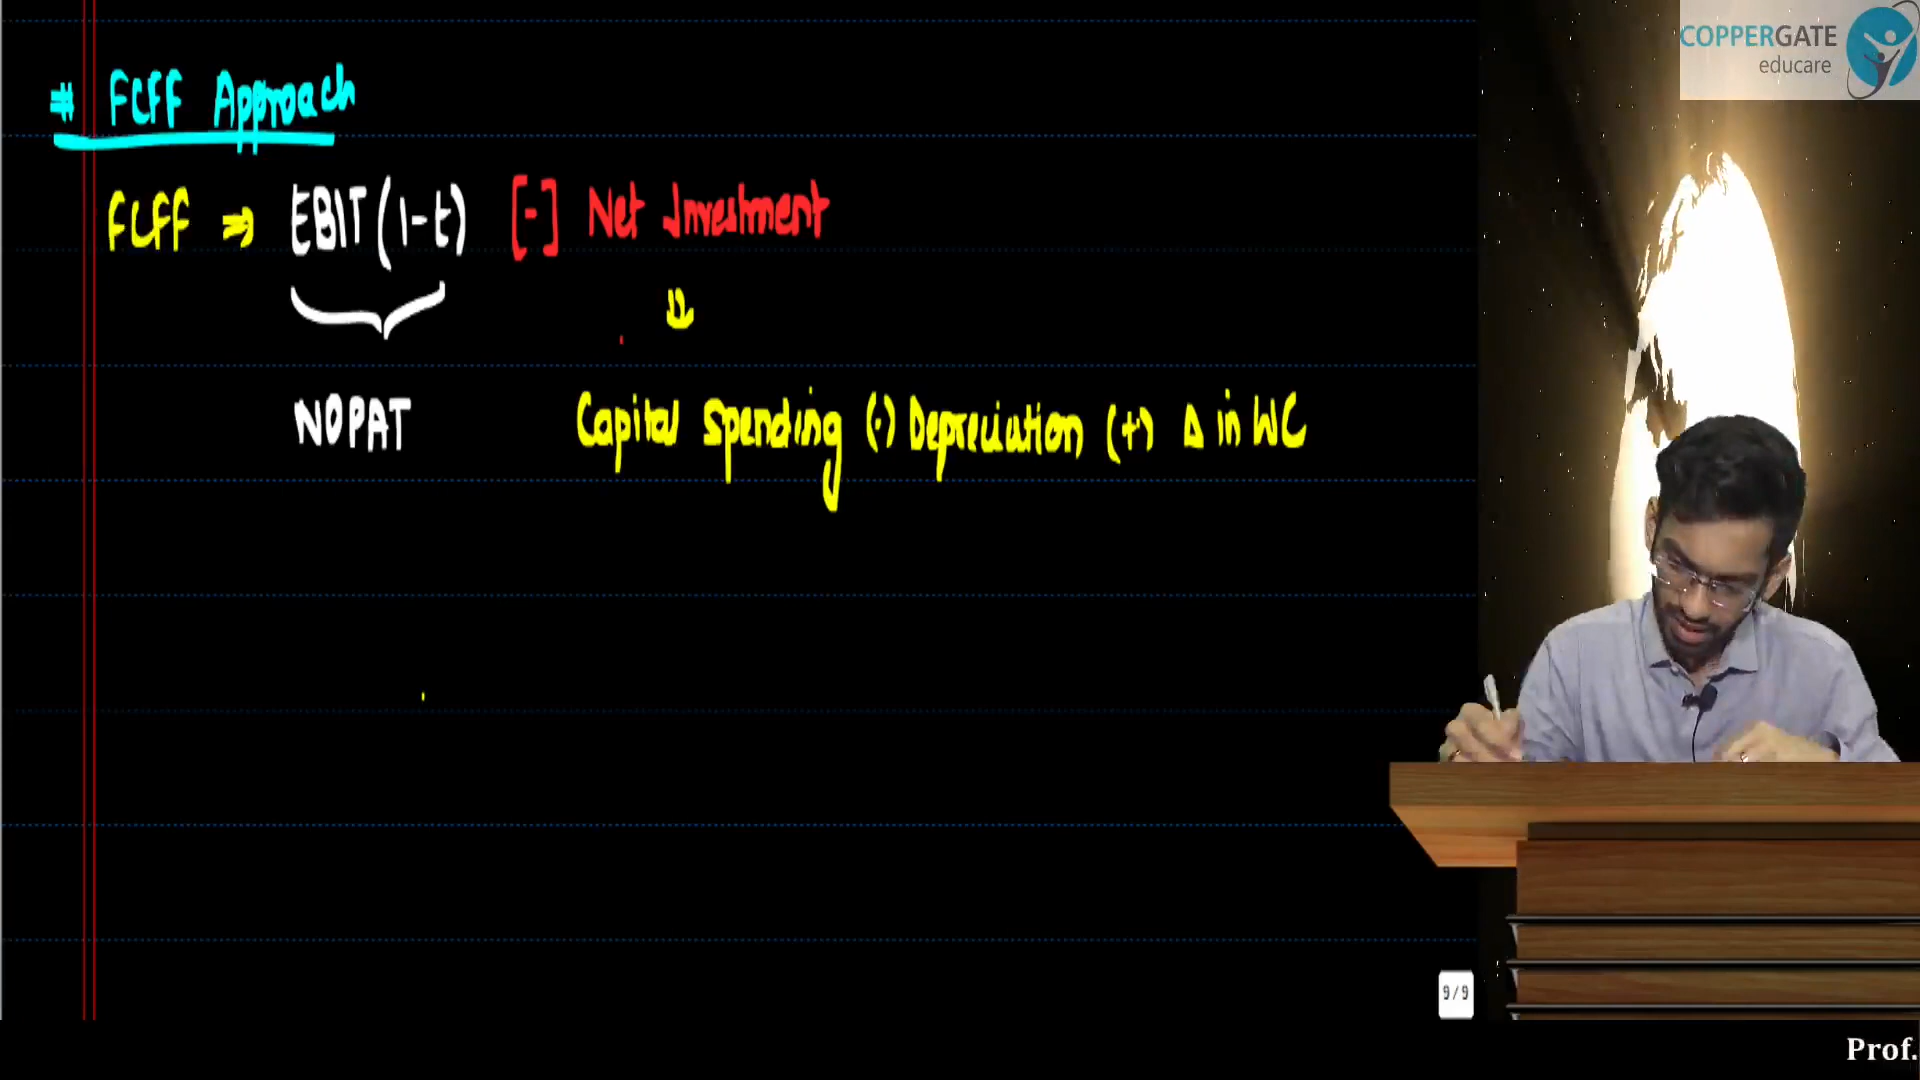 COPPERGATE
educare
# FCFF Approach
FCFF ⇒ EBIT(1-t) [-] Net Investment
⇓
NOPAT Capital spending (-) Depreciation (+) Δ in WC
9/9
Prof.